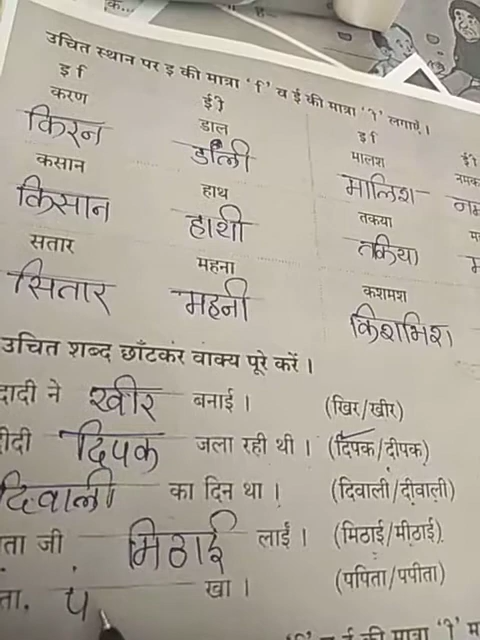 उचित स्थान पर इ की मात्रा 'ि' व ई की मात्रा 'ी' लगाएँ।
इ ि ई ी इ ि ई ी
करण डाल मालश नमक
किरन डाली मालिश
कसान हाथ तकया
किसान हाथी तकिया
सतार महना कशमश
सितार महनी किशमिश
उचित शब्द छाँटकर वाक्य पूरे करें।
दादी ने खीर बनाई। (खिर/खीर)
दीदी दिपक जला रही थी। (दिपक/दीपक)
दिवाली का दिन था। (दिवाली/दीवाली)
ता जी मिठाई लाईं। (मिठाई/मीठाई)
ता, प खा। (पपिता/पपीता)
व ई की मात्रा 'ी'